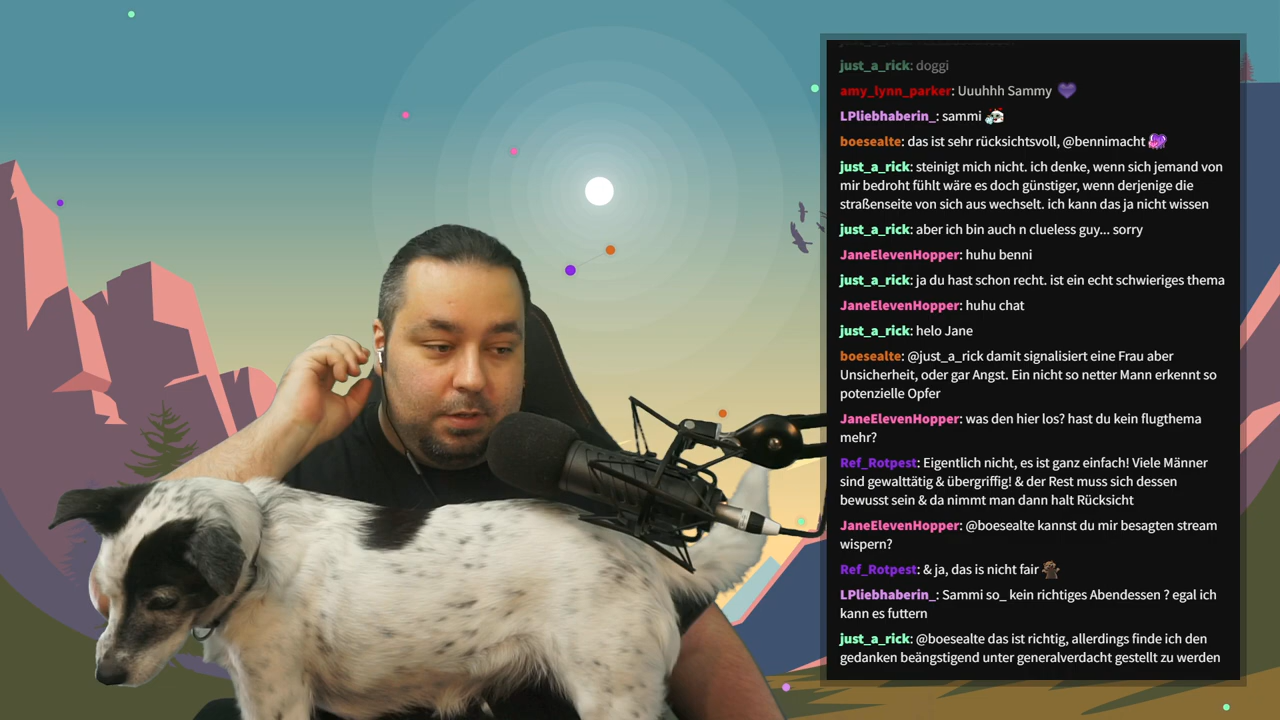 just_a_rick: doggi
amy_lynn_parker: Uuuhhh Sammy
LPliebhaberin_: sammi
boesealte: das ist sehr rücksichtsvoll, @bennimacht
just_a_rick: steinigt mich nicht. ich denke, wenn sich jemand von
mir bedroht fühlt wäre es doch günstiger, wenn derjenige die
straßenseite von sich aus wechselt. ich kann das ja nicht wissen
just_a_rick: aber ich bin auch n clueless guy... sorry
JaneElevenHopper: huhu benni
just_a_rick: ja du hast schon recht. ist ein echt schwieriges thema
JaneElevenHopper: huhu chat
just_a_rick: helo Jane
boesealte: @just_a_rick damit signalisiert eine Frau aber
Unsicherheit, oder gar Angst. Ein nicht so netter Mann erkennt so
potenzielle Opfer
JaneElevenHopper: was den hier los? hast du kein flugthema
mehr?
Ref_Rotpest: Eigentlich nicht, es ist ganz einfach! Viele Männer
sind gewalttätig & übergriffig! & der Rest muss sich dessen
bewusst sein & da nimmt man dann halt Rücksicht
JaneElevenHopper: @boesealte kannst du mir besagten stream
wispern?
Ref_Rotpest: & ja, das is nicht fair
LPliebhaberin_: Sammi so_ kein richtiges Abendessen ? egal ich
kann es futtern
just_a_rick: @boesealte das ist richtig, allerdings finde ich den
gedanken beängstigend unter generalverdacht gestellt zu werden